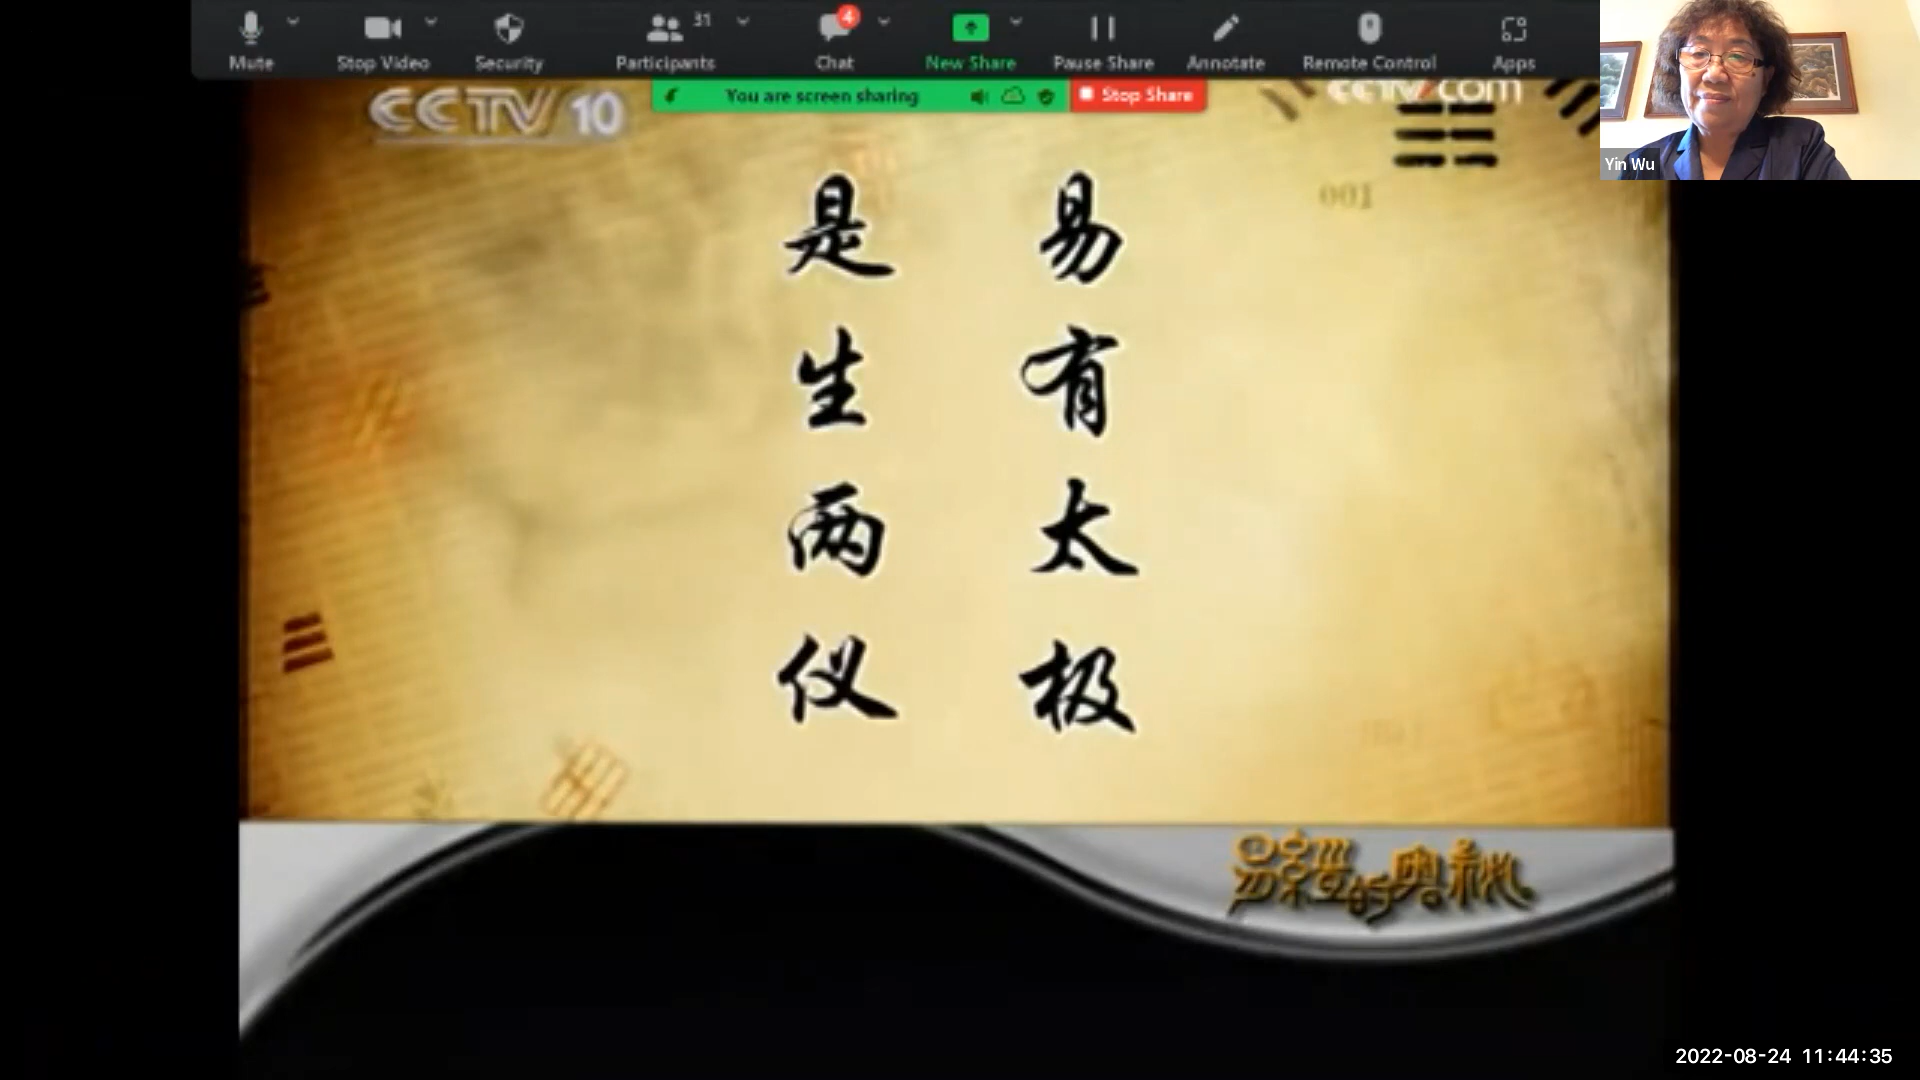 31
4
Mute
Stop Video
Security
Participants
Chat
New Share
Pause Share
Annotate
Remote Control
Apps
You are screen sharing
Stop Share
CCTV 10
CCTV.com
Yin Wu
001
易有太极
是生两仪
易經的奥秘
2022-08-24 11:44:35